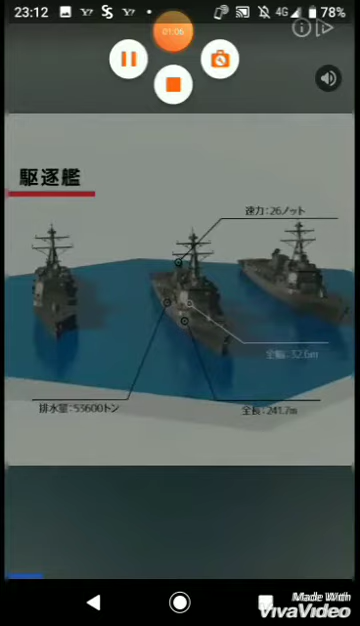 23:12
4G
78%
01:06
駆逐艦
速力:26ノット
全幅:32.6m
排水量:53600トン
全長:241.7m
Made With
VivaVideo